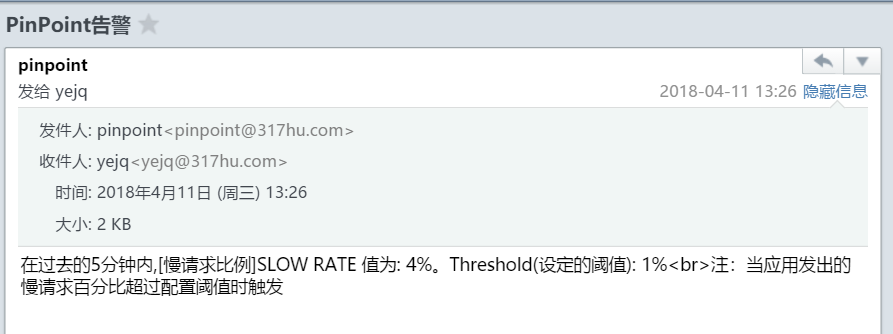 PinPoint告警
pinpoint
发给 yejq
2018-04-11 13:26 隐藏信息
发件人: pinpoint<pinpoint@317hu.com>
收件人: yejq<yejq@317hu.com>
时间: 2018年4月11日 (周三) 13:26
大小: 2 KB
在过去的5分钟内,[慢请求比例]SLOW RATE 值为: 4%。Threshold(设定的阈值): 1%<br>注：当应用发出的
慢请求百分比超过配置阈值时触发